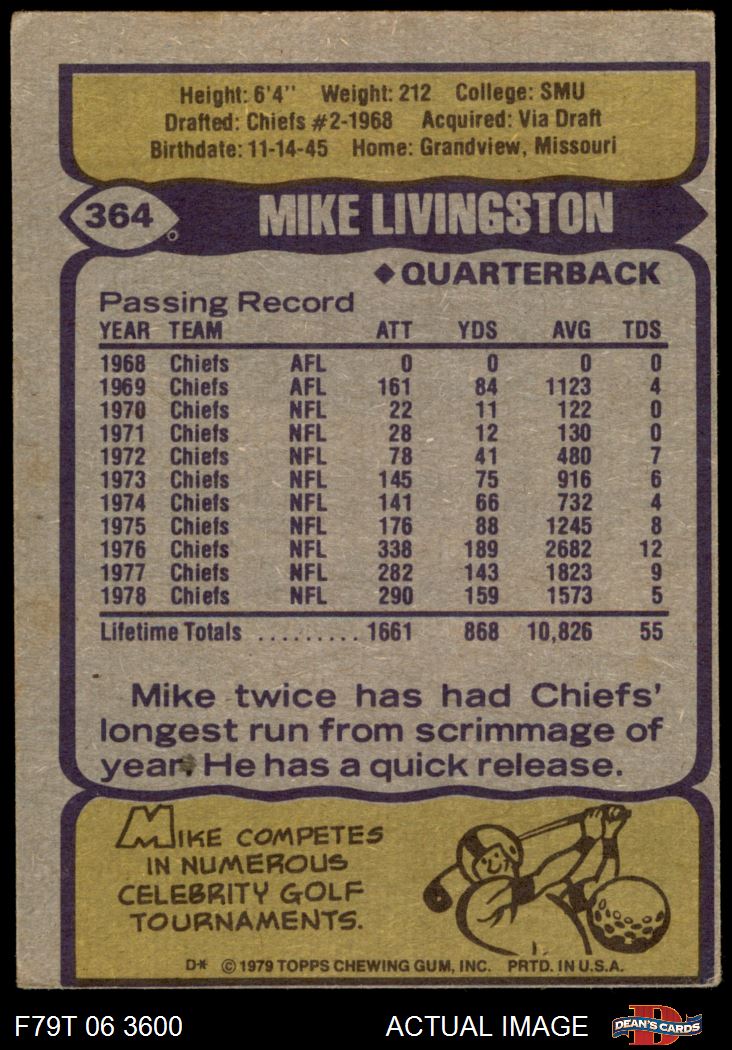 Height: 6'4" Weight: 212 College: SMU
Drafted: Chiefs #2-1968 Acquired: Via Draft
Birthdate: 11-14-45 Home: Grandview, Missouri
364 MIKE LIVINGSTON
◆QUARTERBACK
Passing Record
YEAR TEAM ATT YDS AVG TDS
1968 Chiefs AFL 0 0 0 0
1969 Chiefs AFL 161 84 1123 4
1970 Chiefs NFL 22 11 122 0
1971 Chiefs NFL 28 12 130 0
1972 Chiefs NFL 78 41 480 7
1973 Chiefs NFL 145 75 916 6
1974 Chiefs NFL 141 66 732 4
1975 Chiefs NFL 176 88 1245 8
1976 Chiefs NFL 338 189 2682 12
1977 Chiefs NFL 282 143 1823 9
1978 Chiefs NFL 290 159 1573 5
Lifetime Totals ......... 1661 868 10,826 55
Mike twice has had Chiefs'
longest run from scrimmage of
year. He has a quick release.
MIKE COMPETES
IN NUMEROUS
CELEBRITY GOLF
TOURNAMENTS.
D* © 1979 TOPPS CHEWING GUM, INC. PRTD. IN U.S.A.
F79T 06 3600 ACTUAL IMAGE D DEAN'S CARDS